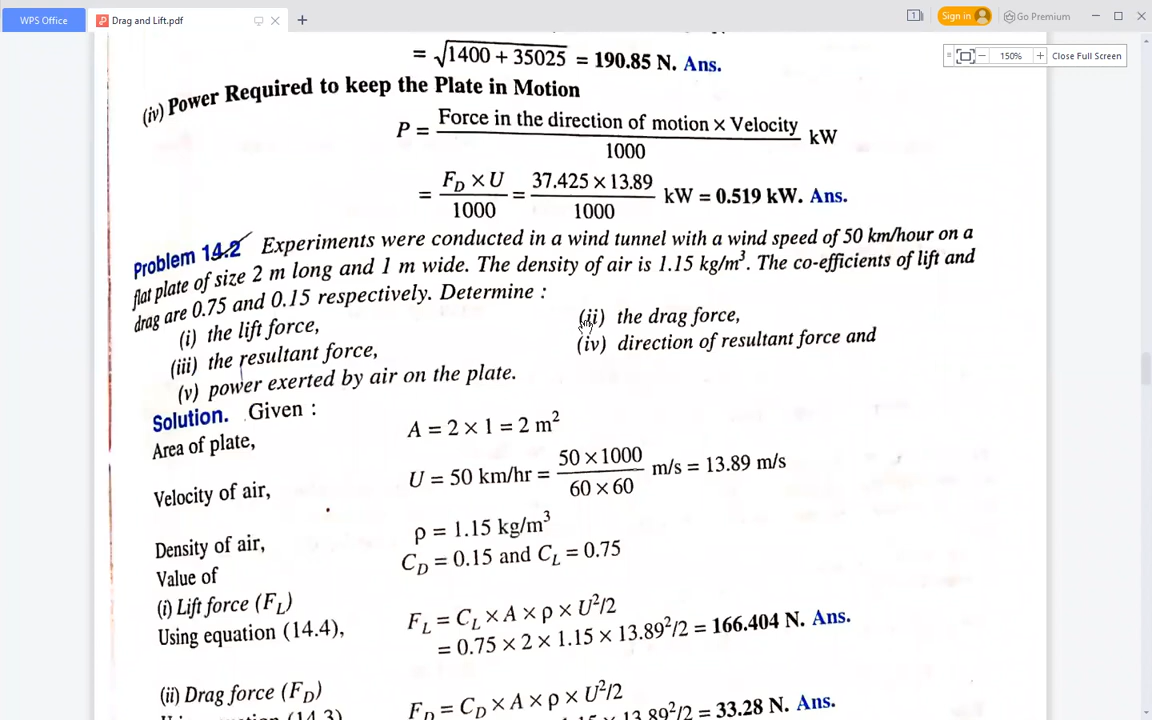 WPS Office
Drag and Lift.pdf
1
Sign in
Go Premium
150%
Close Full Screen
= √1400 + 35025 = 190.85 N. Ans.
(iv) Power Required to keep the Plate in Motion
P = Force in the direction of motion × Velocity / 1000 kW
= F_D × U / 1000 = 37.425 × 13.89 / 1000 kW = 0.519 kW. Ans.
Problem 14.2 Experiments were conducted in a wind tunnel with a wind speed of 50 km/hour on a
flat plate of size 2 m long and 1 m wide. The density of air is 1.15 kg/m³. The co-efficients of lift and
drag are 0.75 and 0.15 respectively. Determine :
(i) the lift force, (ii) the drag force,
(iii) the resultant force, (iv) direction of resultant force and
(v) power exerted by air on the plate.
Solution. Given :
Area of plate, A = 2 × 1 = 2 m²
Velocity of air, U = 50 km/hr = 50 × 1000 / 60 × 60 m/s = 13.89 m/s
Density of air, ρ = 1.15 kg/m³
Value of C_D = 0.15 and C_L = 0.75
(i) Lift force (F_L)
Using equation (14.4), F_L = C_L × A × ρ × U²/2
= 0.75 × 2 × 1.15 × 13.89²/2 = 166.404 N. Ans.
(ii) Drag force (F_D)
F_D = C_D × A × ρ × U²/2
(14.3) 1.15 × 13.89²/2 = 33.28 N. Ans.